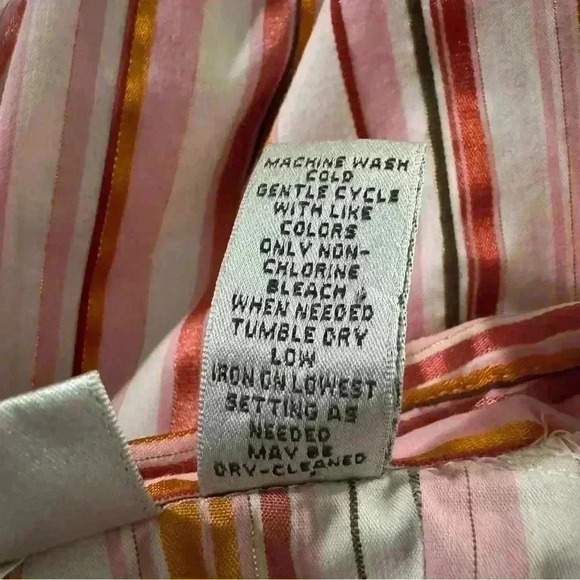 MACHINE WASH
COLD
GENTLE CYCLE
WITH LIKE
COLORS
ONLY NON-
CHLORINE
BLEACH
WHEN NEEDED
TUMBLE DRY
LOW
IRON ON LOWEST
SETTING AS
NEEDED
MAY BE
DRY-CLEANED